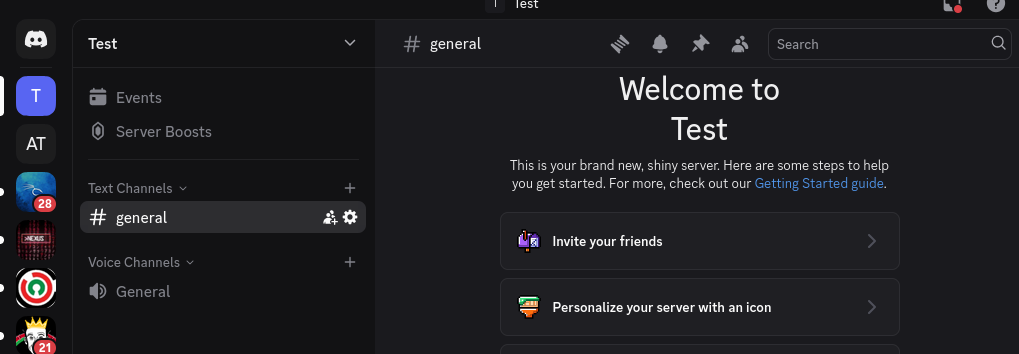 T Test
Test
general
Search
T
AT
28
21
Events
Server Boosts
Text Channels
general
Voice Channels
General
Welcome to
Test
This is your brand new, shiny server. Here are some steps to help
you get started. For more, check out our Getting Started guide.
Invite your friends
Personalize your server with an icon